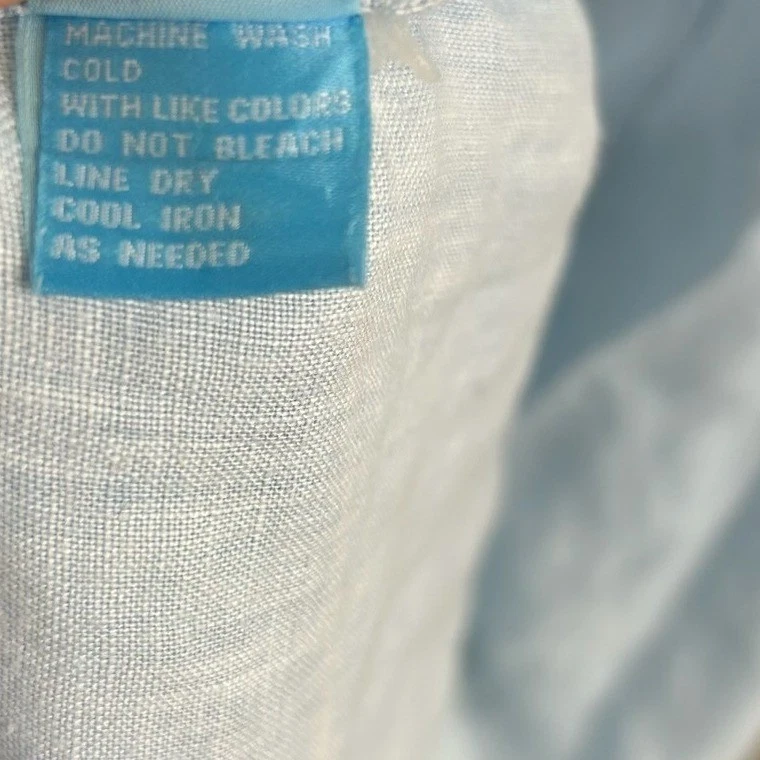 MACHINE WASH
COLD
WITH LIKE COLORS
DO NOT BLEACH
LINE DRY
COOL IRON
AS NEEDED